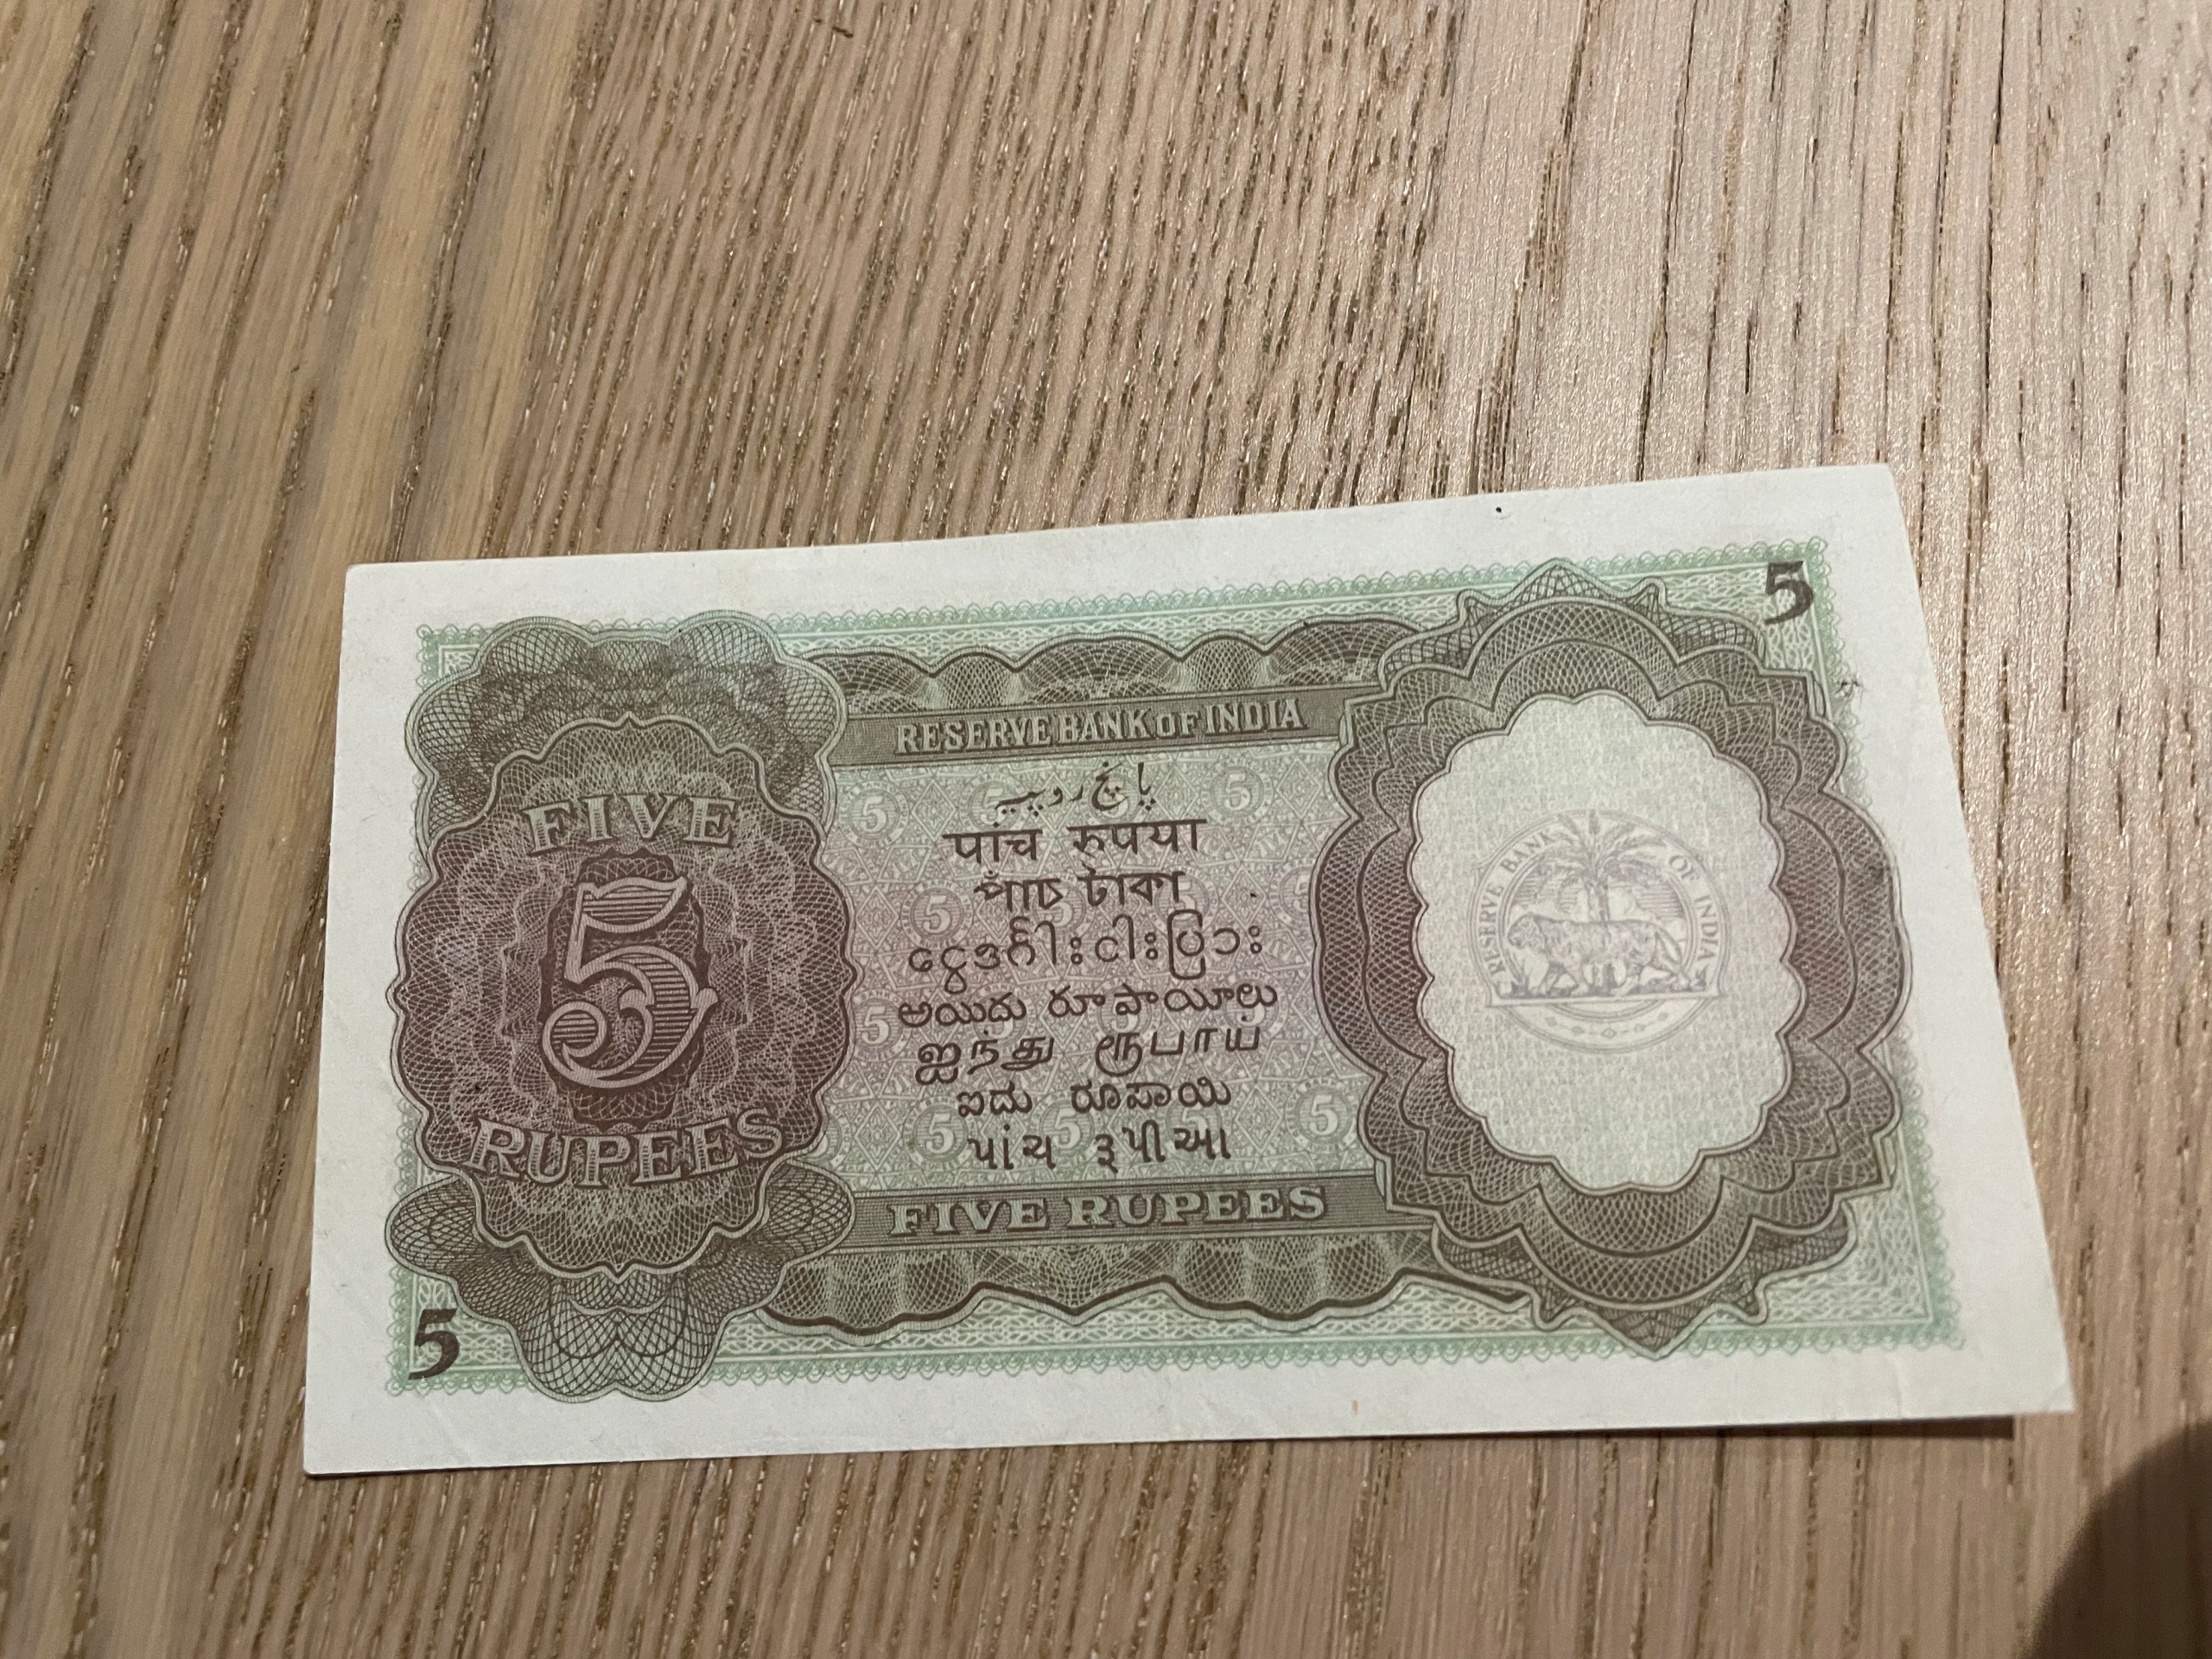 5
RESERVE BANK OF INDIA
FIVE
5
RUPEES
پانچ روپیہ
पांच रुपया
পাঁচ টাকা
ငွေဒင်္ဂါးငါးပြား
అయిదు రూపాయీలు
ஐந்து ரூபாய்
ಐದು ರೂಪಾಯಿ
પાંચ રૂપીઆ
FIVE RUPEES
RESERVE BANK OF INDIA
5